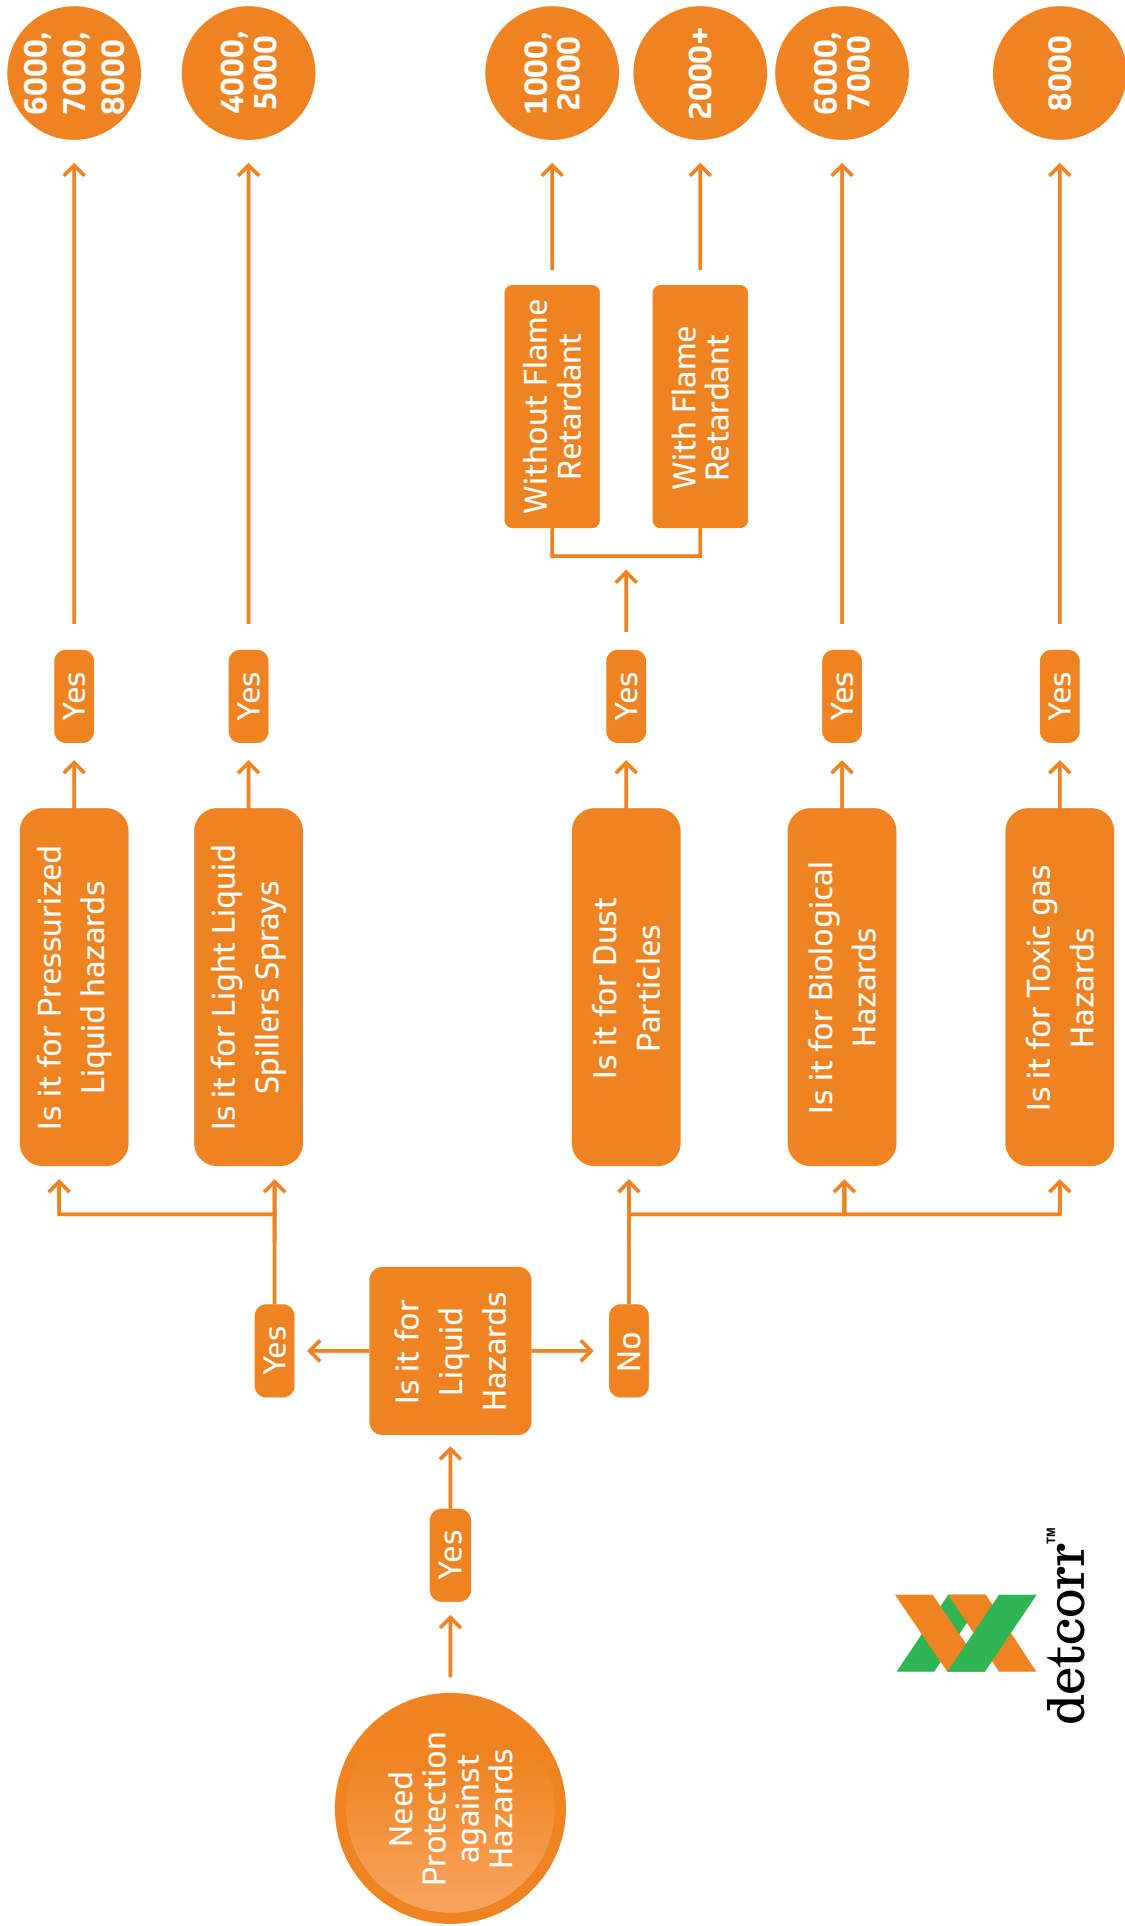 Need
Protection
against
Hazards
Yes
Is it for
Liquid
Hazards
Yes
Is it for Pressurized
Liquid hazards
Yes
6000,
7000,
8000
Is it for Light Liquid
Spillers Sprays
Yes
4000,
5000
No
Is it for Dust
Particles
Yes
Without Flame
Retardant
1000,
2000
With Flame
Retardant
2000+
Is it for Biological
Hazards
Yes
6000,
7000
Is it for Toxic gas
Hazards
Yes
8000
detcorr™